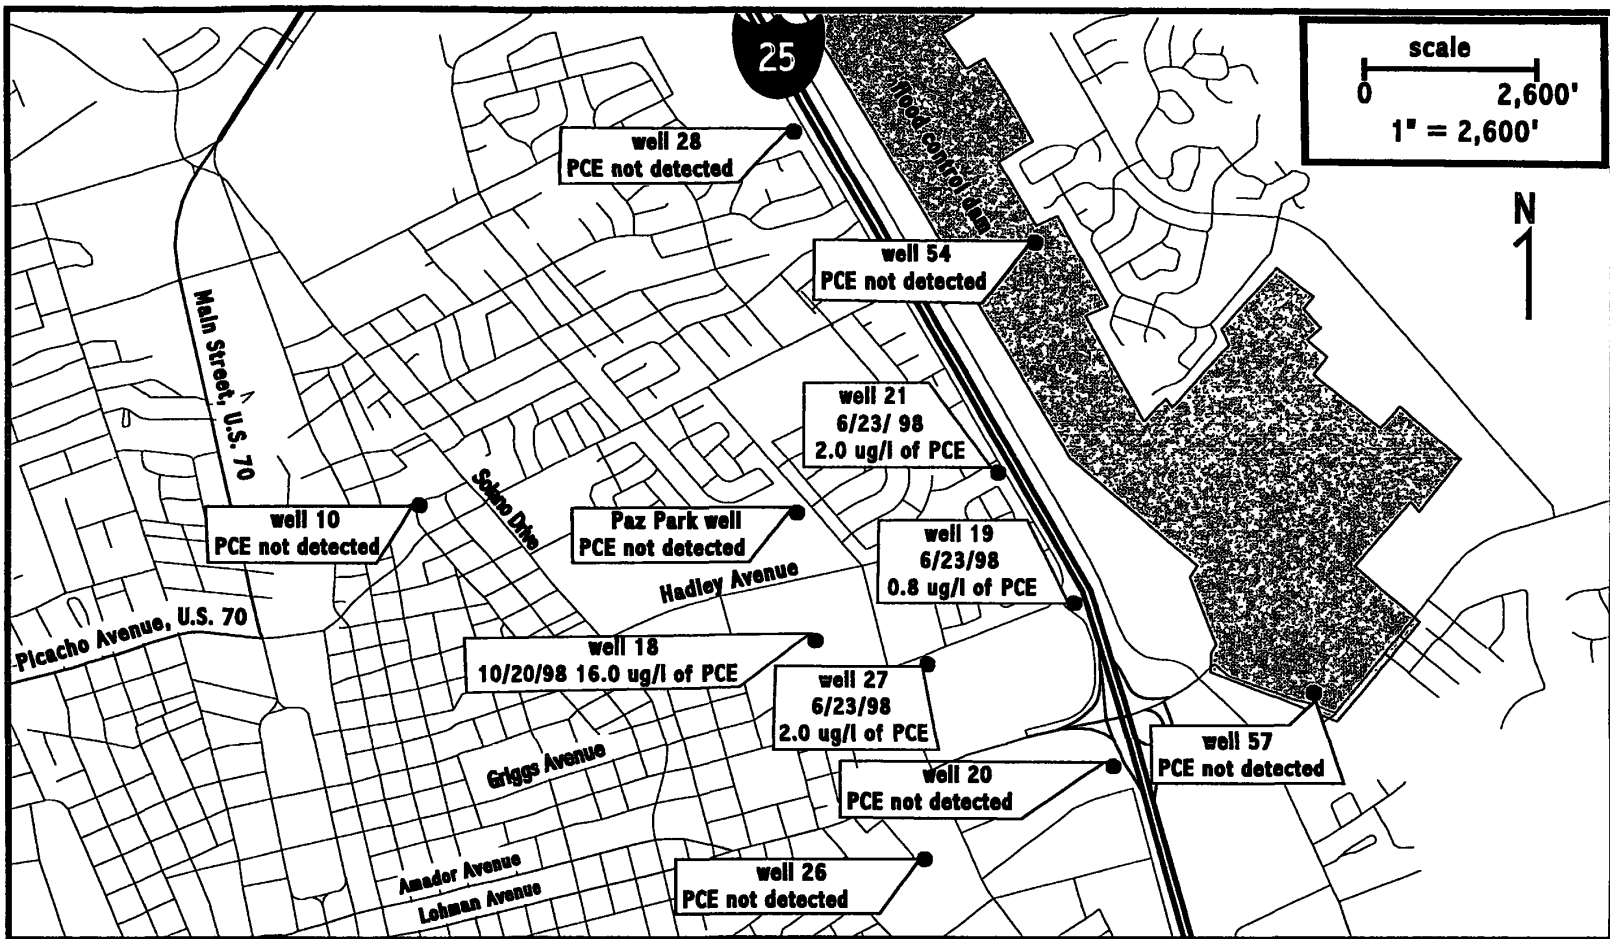 25
scale
0 2,600'
1" = 2,600'
N
flood control dam
well 28
PCE not detected
well 54
PCE not detected
Main Street, U.S. 70
well 21
6/23/ 98
2.0 ug/l of PCE
Solano Drive
well 10
PCE not detected
Paz Park well
PCE not detected
well 19
6/23/98
0.8 ug/l of PCE
Hadley Avenue
Picacho Avenue, U.S. 70
well 18
10/20/98 16.0 ug/l of PCE
well 27
6/23/98
2.0 ug/l of PCE
well 57
PCE not detected
Griggs Avenue
well 20
PCE not detected
Amador Avenue
Lohman Avenue
well 26
PCE not detected